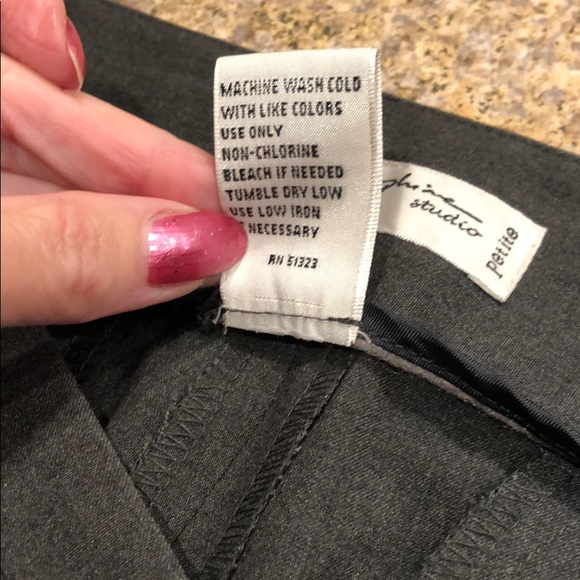 MACHINE WASH COLD
WITH LIKE COLORS
USE ONLY
NON-CHLORINE
BLEACH IF NEEDED
TUMBLE DRY LOW
USE LOW IRON
NECESSARY
RN 51323
studio
petite